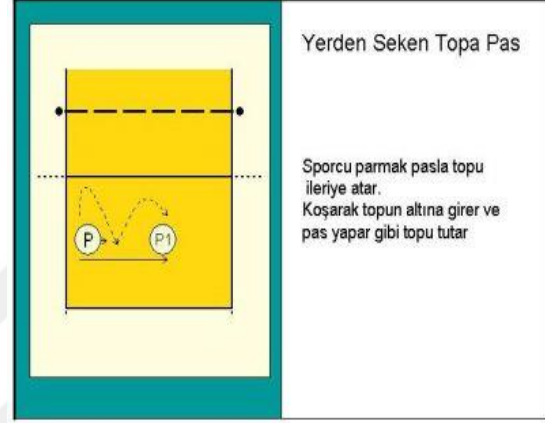 Yerden Seken Topa Pas
Sporcu parmak pasla topu
ileriye atar.
Koşarak topun altına girer ve
pas yapar gibi topu tutar
P
P1